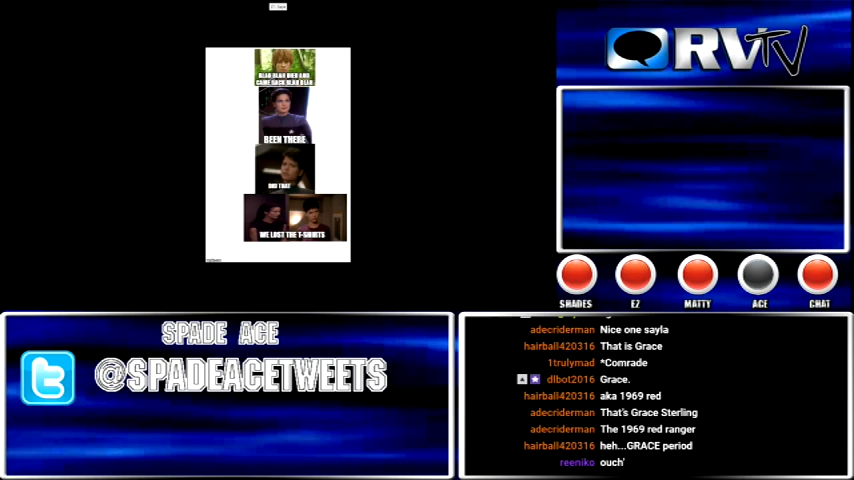 BLAH BLAH DIED AND
CAME BACK BLAH BLAH
BEEN THERE
DID THAT
WE LOST THE T-SHIRTS
RVTV
SHADES
EZ
MATTY
ACE
CHAT
SPADE ACE
@SPADEACETWEETS
adecriderman Nice one sayla
hairball420316 That is Grace
1trulymad *Comrade
dlbot2016 Grace.
hairball420316 aka 1969 red
adecriderman That's Grace Sterling
adecriderman The 1969 red ranger
hairball420316 heh...GRACE period
reeniko ouch'